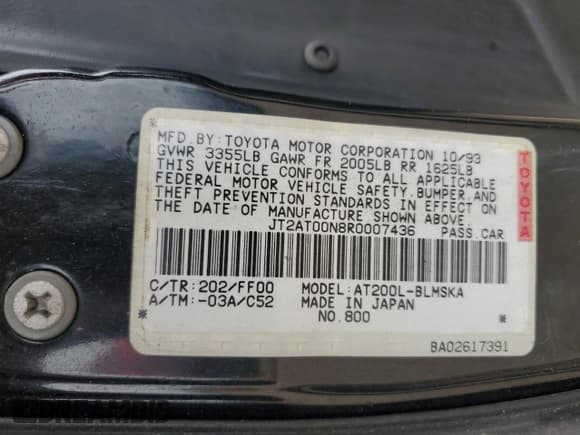 MFD BY:TOYOTA MOTOR CORPORATION 10/93
GVWR 3355LB GAWR FR 2005LB RR 1625LB
THIS VEHICLE CONFORMS TO ALL APPLICABLE
FEDERAL MOTOR VEHICLE SAFETY,BUMPER,AND
THEFT PREVENTION STANDARDS IN EFFECT ON
THE DATE OF MANUFACTURE SHOWN ABOVE.
JT2AT00N8R0007436 PASS.CAR
TOYOTA
C/TR:202/FF00 MODEL:AT200L-BLMSKA
A/TM:-03A/C52 MADE IN JAPAN
NO.800
BA02617391